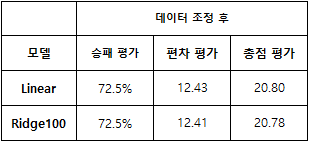 데이터 조정 후
모델 승패 평가 편차 평가 총점 평가
Linear 72.5% 12.43 20.80
Ridge100 72.5% 12.41 20.78